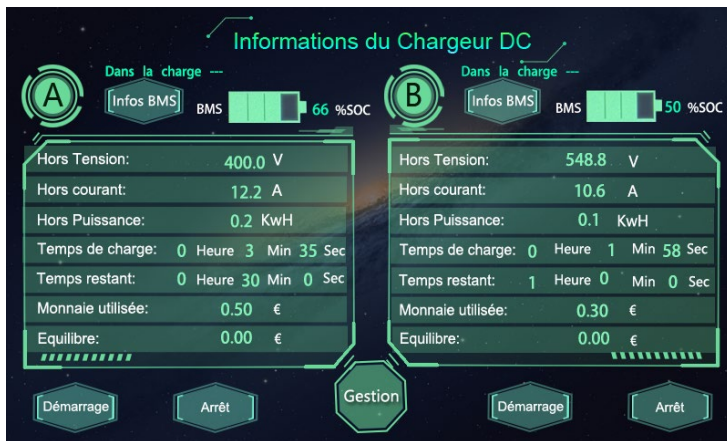 Informations du Chargeur DC
A
Dans la charge ---
Infos BMS
BMS
66 %SOC
Hors Tension: 400.0 V
Hors courant: 12.2 A
Hors Puissance: 0.2 KwH
Temps de charge: 0 Heure 3 Min 35 Sec
Temps restant: 0 Heure 30 Min 0 Sec
Monnaie utilisée: 0.50 €
Equilibre: 0.00 €
Démarrage
Arrêt
B
Dans la charge ---
Infos BMS
BMS
50 %SOC
Hors Tension: 548.8 V
Hors courant: 10.6 A
Hors Puissance: 0.1 KwH
Temps de charge: 0 Heure 1 Min 58 Sec
Temps restant: 1 Heure 0 Min 0 Sec
Monnaie utilisée: 0.30 €
Equilibre: 0.00 €
Démarrage
Arrêt
Gestion